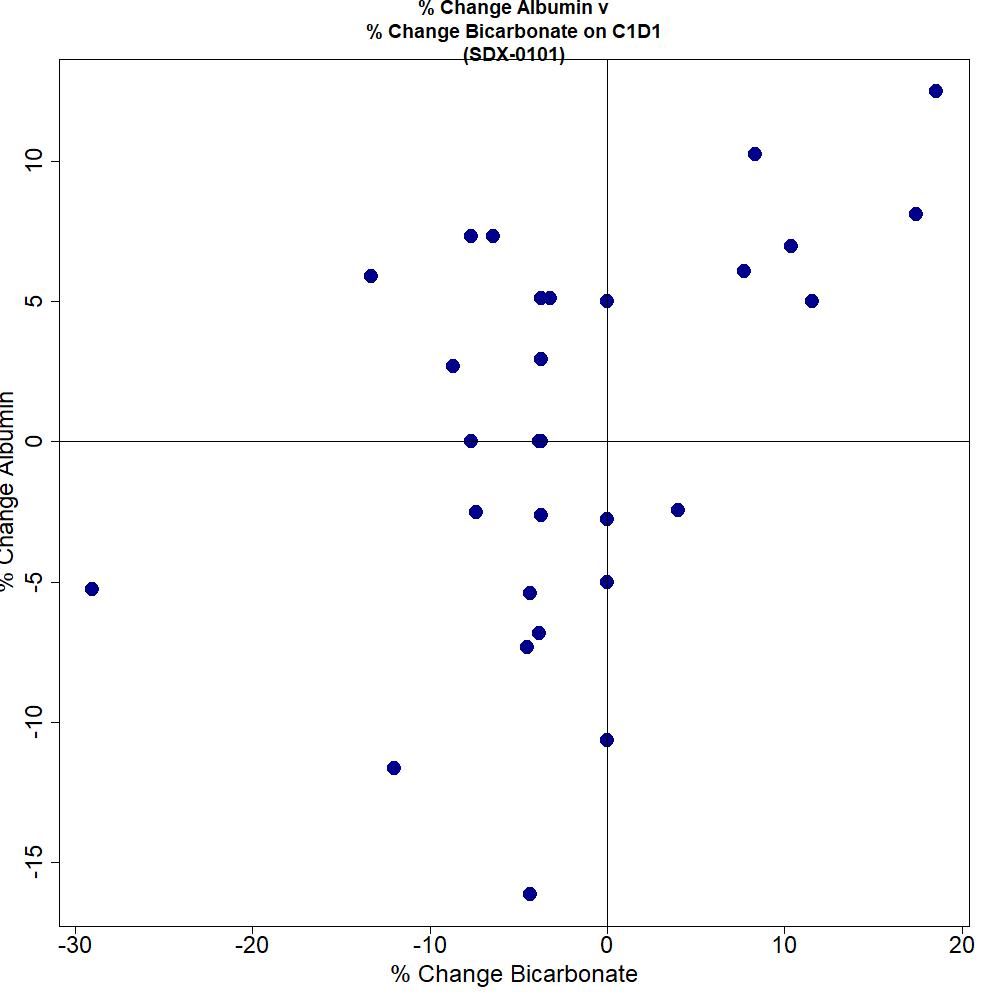 % Change Albumin v
% Change Bicarbonate on C1D1
(SDX-0101)
% Change Albumin
10
5
0
-5
-10
-15
-30
-20
-10
0
10
20
% Change Bicarbonate